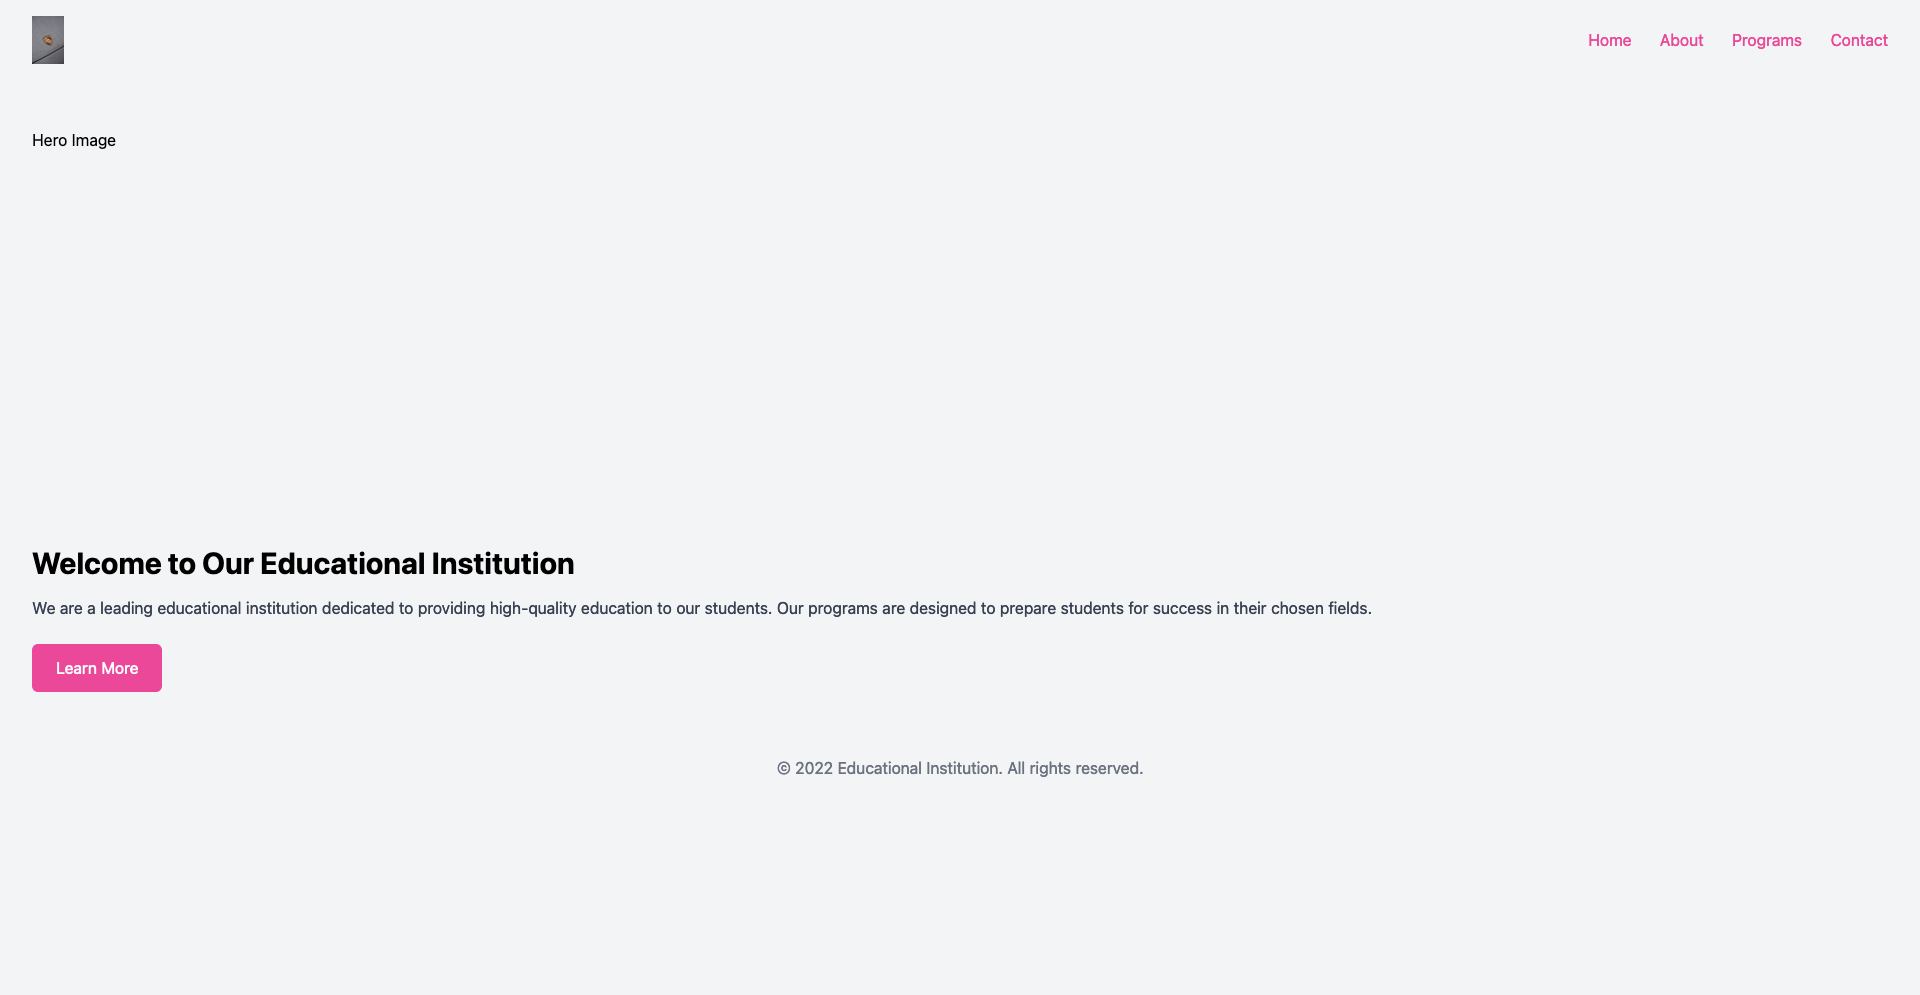 Home About Programs Contact
Hero Image
Welcome to Our Educational Institution
We are a leading educational institution dedicated to providing high-quality education to our students. Our programs are designed to prepare students for success in their chosen fields.
Learn More
© 2022 Educational Institution. All rights reserved.